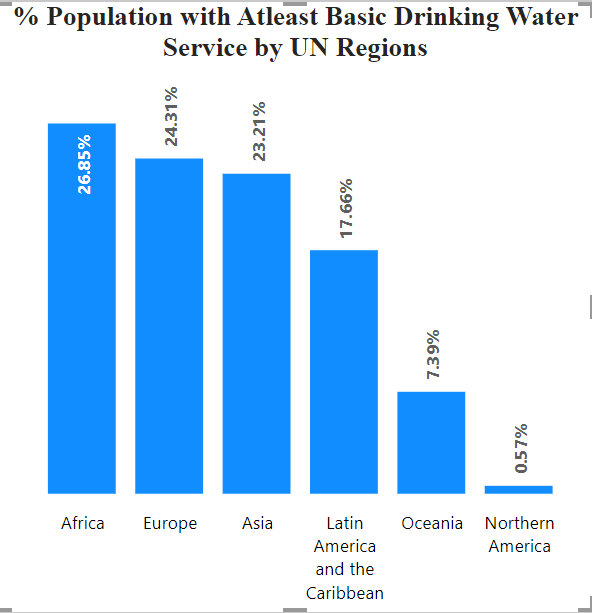 % Population with Atleast Basic Drinking Water
Service by UN Regions
26.85%
24.31%
23.21%
17.66%
7.39%
0.57%
Africa
Europe
Asia
Latin
America
and the
Caribbean
Oceania
Northern
America